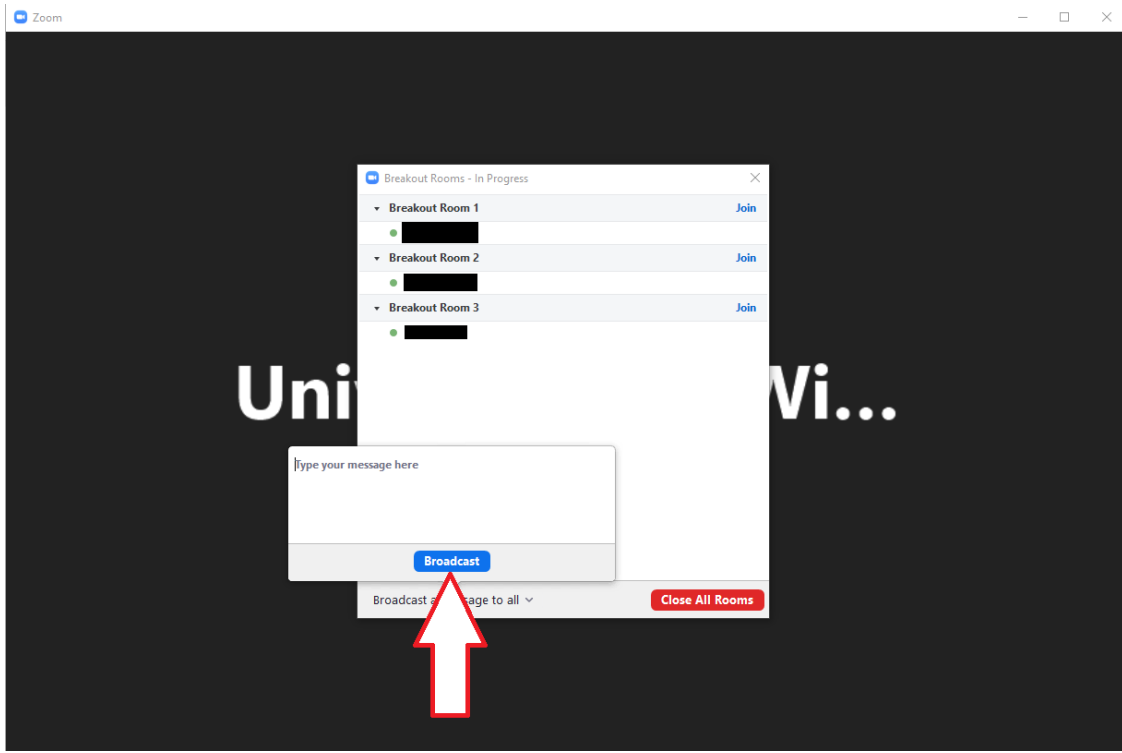 Zoom
Breakout Rooms - In Progress
Breakout Room 1 Join
Breakout Room 2 Join
Breakout Room 3 Join
Type your message here
Broadcast
Broadcast to all
Close All Rooms